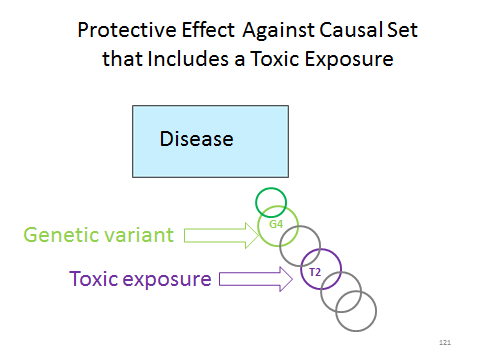 Protective Effect Against Causal Set
that Includes a Toxic Exposure
Disease
G4
Genetic variant
T2
Toxic exposure
121